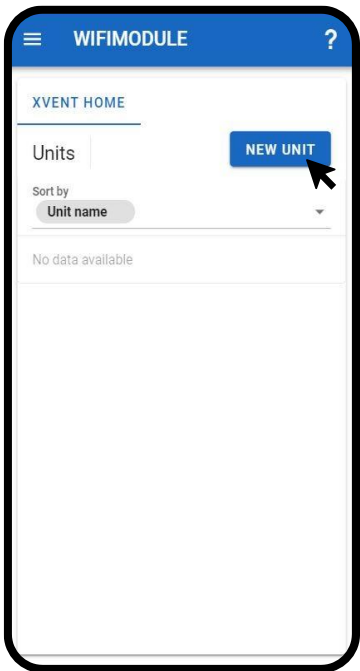 WIFIMODULE ?
XVENT HOME
Units
NEW UNIT
Sort by
Unit name
No data available